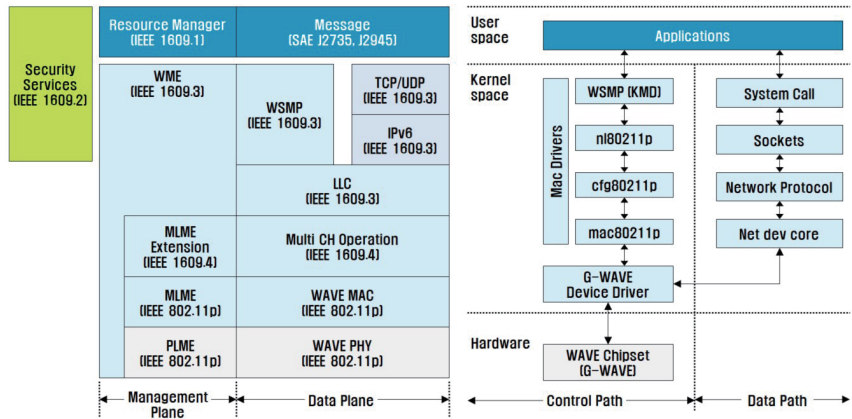 Security
Services
(IEEE 1609.2)
Resource Manager
(IEEE 1609.1)
Message
(SAE J2735, J2945)
WME
(IEEE 1609.3)
WSMP
(IEEE 1609.3)
TCP/UDP
(IEEE 1609.3)
IPv6
(IEEE 1609.3)
LLC
(IEEE 1609.3)
MLME
Extension
(IEEE 1609.4)
Multi CH Operation
(IEEE 1609.4)
MLME
(IEEE 802.11p)
WAVE MAC
(IEEE 802.11p)
PLME
(IEEE 802.11p)
WAVE PHY
(IEEE 802.11p)
Management
Plane
Data Plane
User
space
Applications
Kernel
space
Mac Drivers
WSMP (KMD)
nl80211p
cfg80211p
mac80211p
G-WAVE
Device Driver
System Call
Sockets
Network Protocol
Net dev core
Hardware
WAVE Chipset
(G-WAVE)
Control Path
Data Path